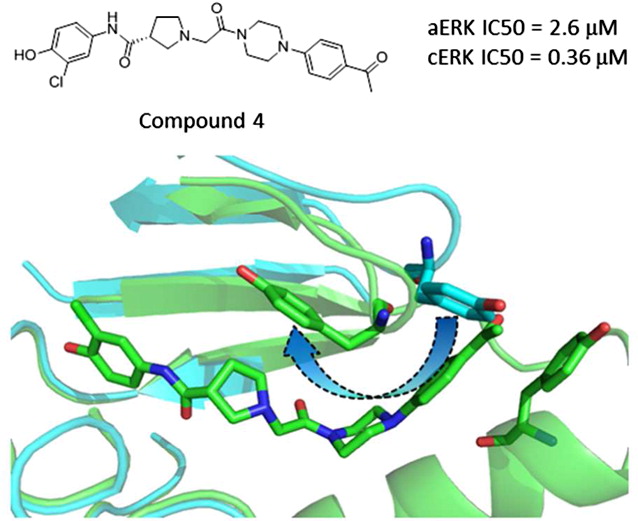 aERK IC50 = 2.6 µM
cERK IC50 = 0.36 µM
HO
Cl
H
N
O
N
O
N
N
O
Compound 4